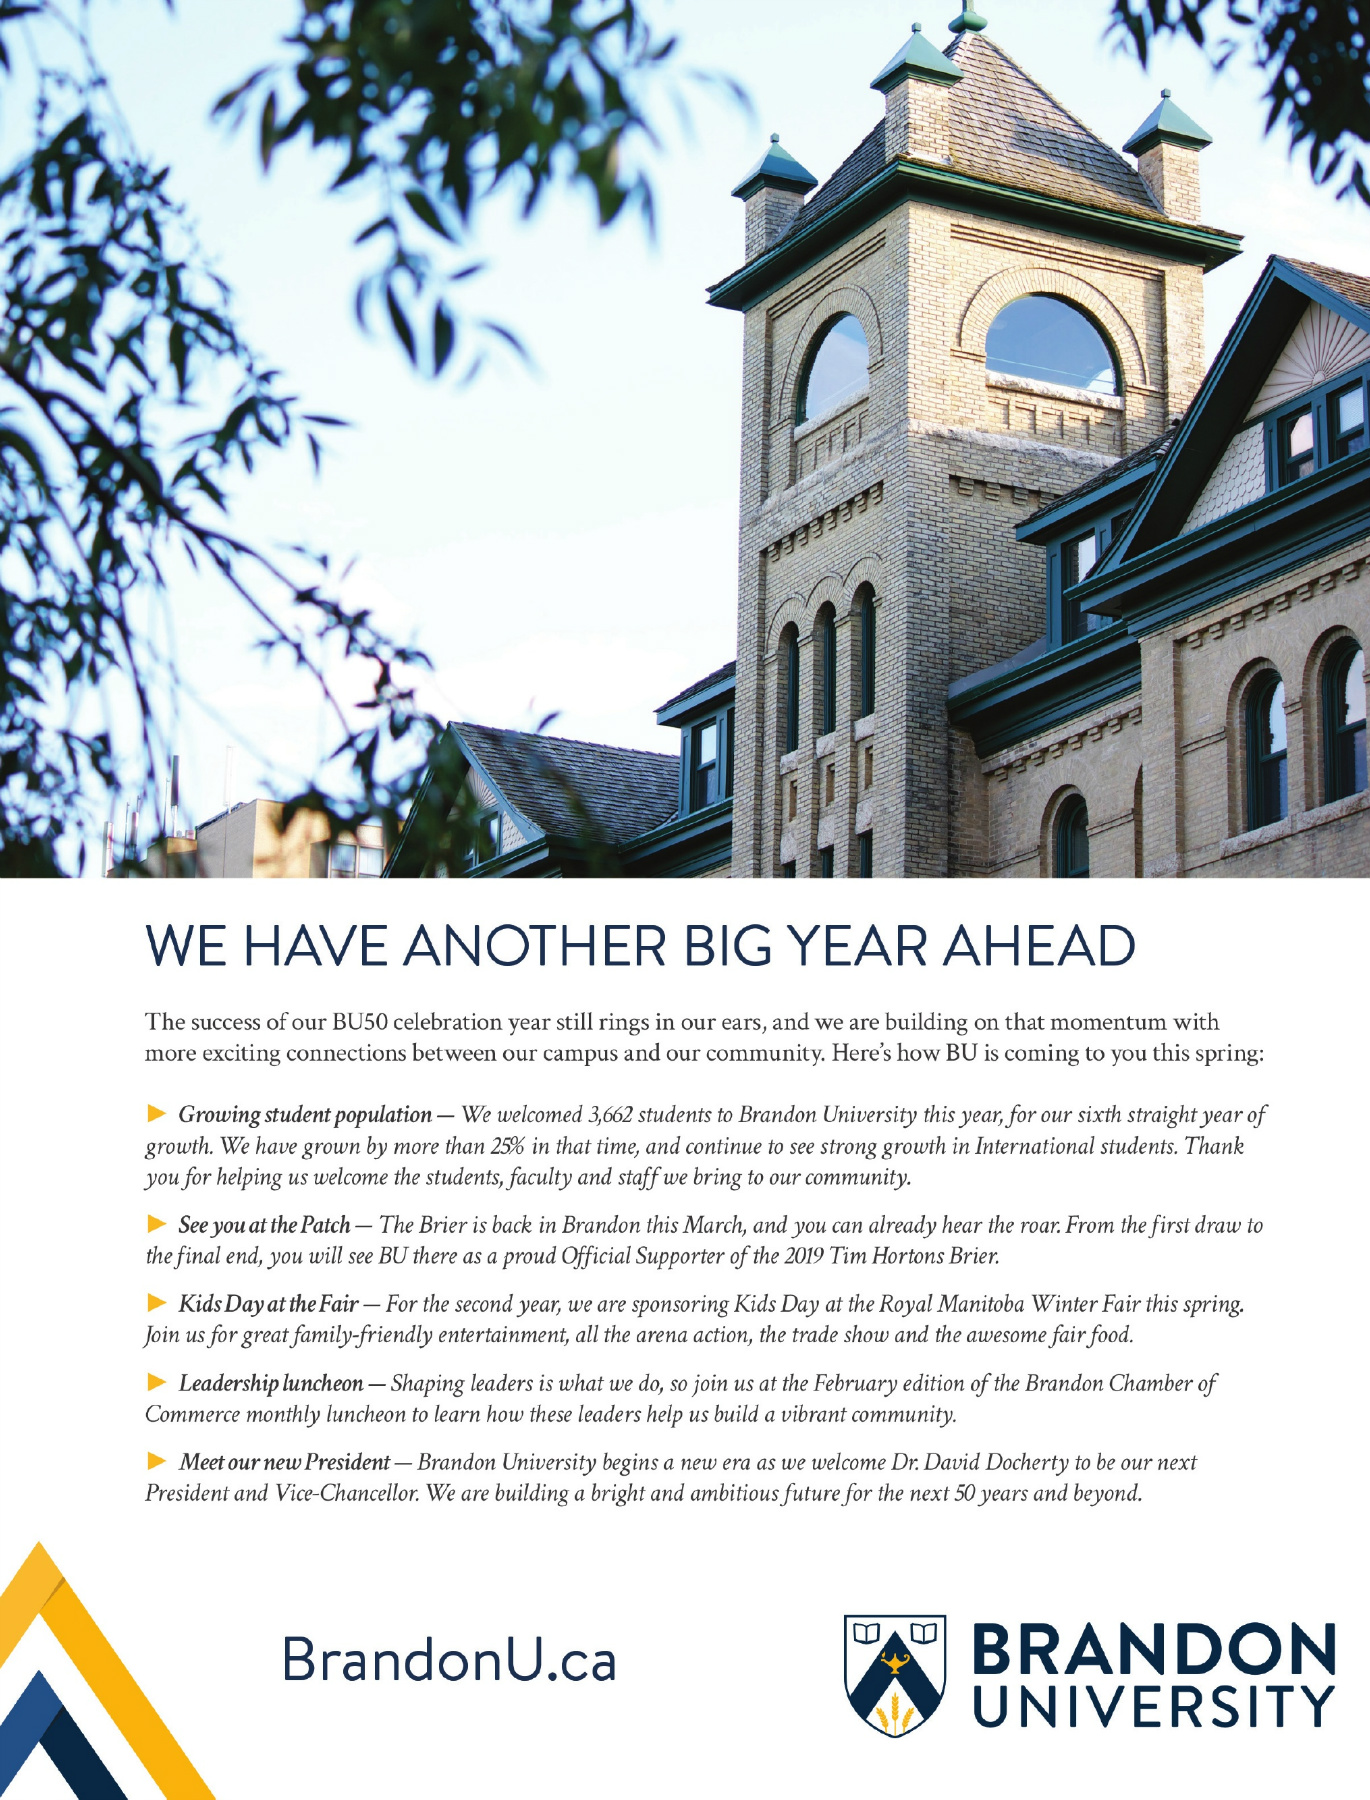 WE HAVE ANOTHER BIG YEAR AHEAD
The success of our BU50 celebration year still rings in our ears, and we are building on that momentum with
more exciting connections between our campus and our community. Here’s how BU is coming to you this spring:
► Growing student population — We welcomed 3,662 students to Brandon University this year, for our sixth straight year of
growth. We have grown by more than 25% in that time, and continue to see strong growth in International students. Thank
you for helping us welcome the students, faculty and staff we bring to our community.
► See you at the Patch — The Brier is back in Brandon this March, and you can already hear the roar. From the first draw to
the final end, you will see BU there as a proud Official Supporter of the 2019 Tim Hortons Brier.
► Kids Day at the Fair — For the second year, we are sponsoring Kids Day at the Royal Manitoba Winter Fair this spring.
Join us for great family-friendly entertainment, all the arena action, the trade show and the awesome fair food.
► Leadership luncheon — Shaping leaders is what we do, so join us at the February edition of the Brandon Chamber of
Commerce monthly luncheon to learn how these leaders help us build a vibrant community.
► Meet our new President — Brandon University begins a new era as we welcome Dr. David Docherty to be our next
President and Vice-Chancellor. We are building a bright and ambitious future for the next 50 years and beyond.
BrandonU.ca
BRANDON
UNIVERSITY